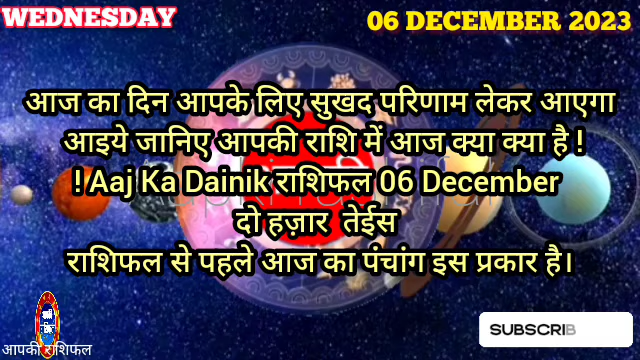 WEDNESDAY
06 DECEMBER 2023
आज का दिन आपके लिए सुखद परिणाम लेकर आएगा
आइये जानिए आपकी राशि में आज क्या क्या है !
! Aaj Ka Dainik राशिफल 06 December
दो हज़ार तेईस
राशिफल से पहले आज का पंचांग इस प्रकार है।
SUBSCRIB
आपकी राशिफल